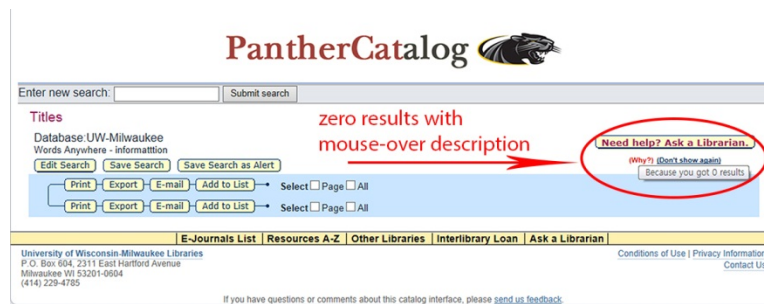 PantherCatalog
Enter new search: Submit search
Titles
zero results with
mouse-over description
Database:UW-Milwaukee
Words Anywhere - informatttion
Need help? Ask a Librarian.
Edit Search Save Search Save Search as Alert
(Why?) (Don't show again)
Because you got 0 results
Print Export E-mail Add to List Select Page All
Print Export E-mail Add to List Select Page All
E-Journals List | Resources A-Z | Other Libraries | Interlibrary Loan | Ask a Librarian |
University of Wisconsin-Milwaukee Libraries
Conditions of Use | Privacy Information
P.O. Box 604, 2311 East Hartford Avenue
Contact Us
Milwaukee WI 53201-0604
(414) 229-4785
If you have questions or comments about this catalog interface, please send us feedback.